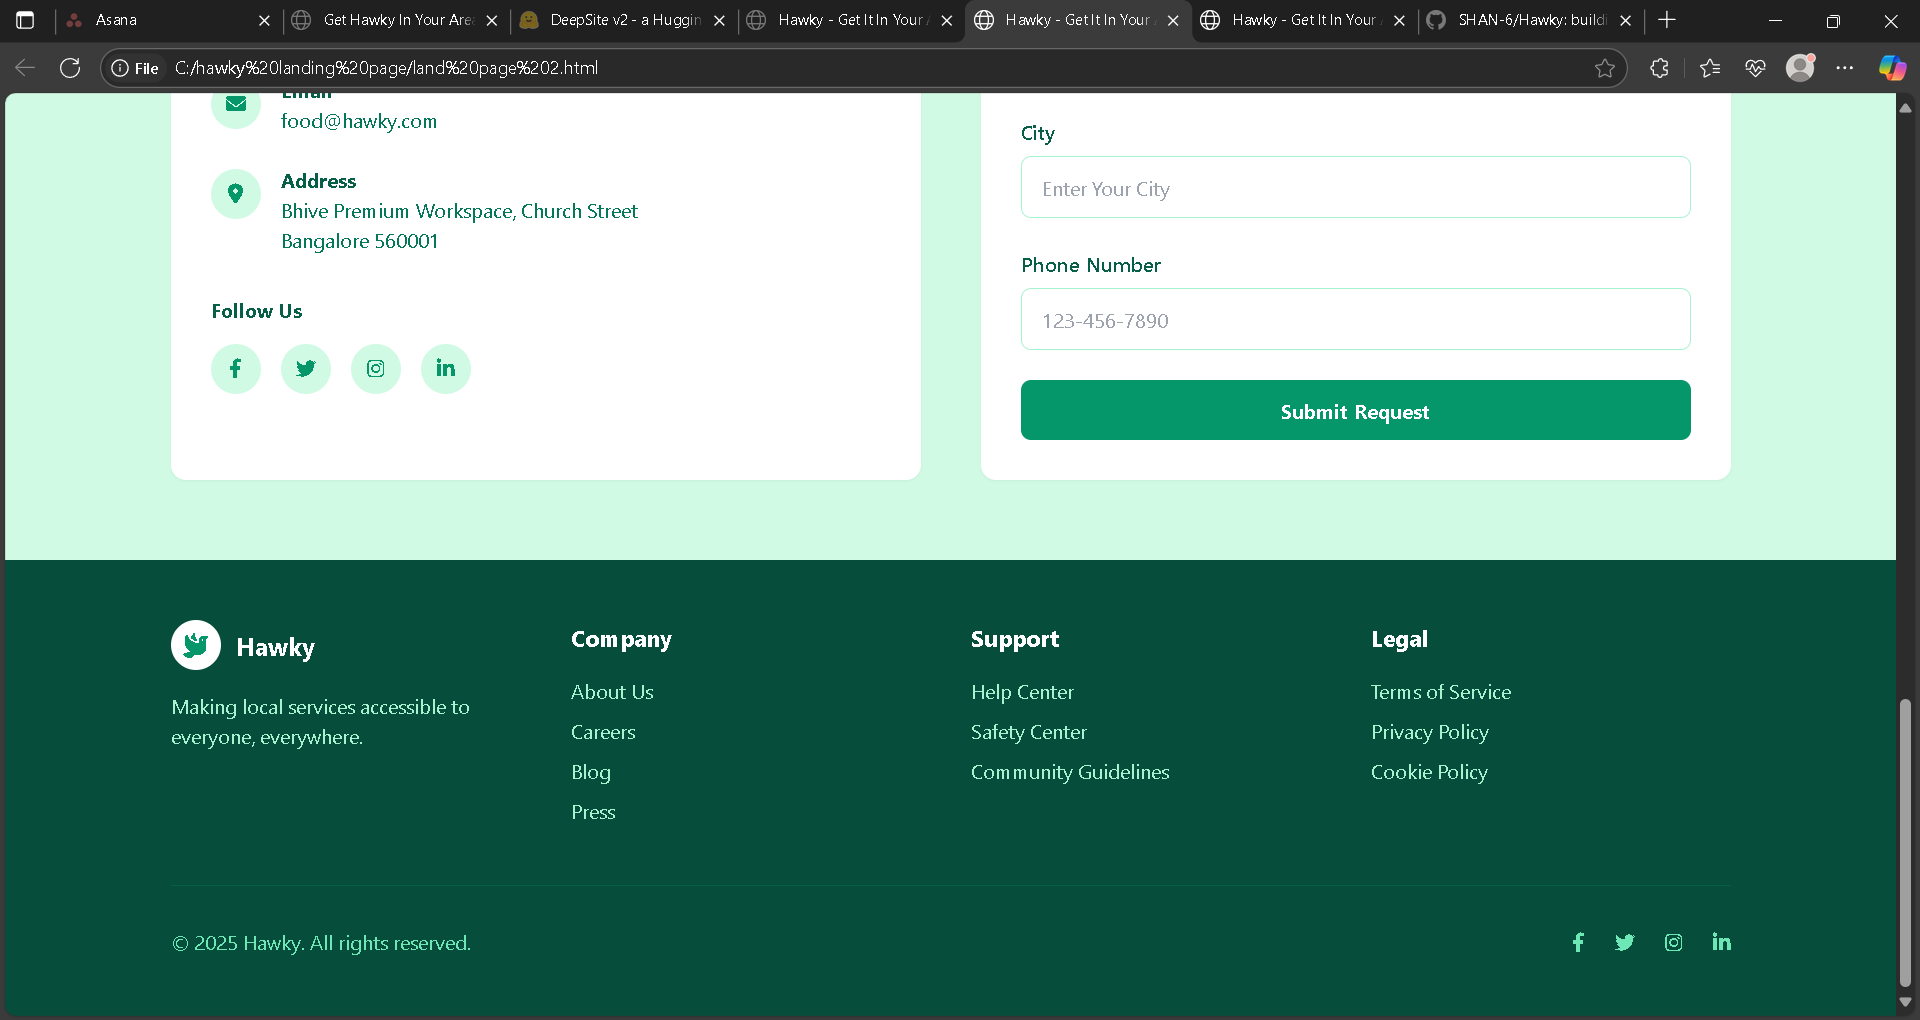 Asana
Get Hawky In Your Area
DeepSite v2 - a Huggin
Hawky - Get It In Your
Hawky - Get It In Your
Hawky - Get It In Your
SHAN-6/Hawky: buildi
File
C:/hawky%20landing%20page/land%20page%202.html
Email
food@hawky.com
Address
Bhive Premium Workspace, Church Street
Bangalore 560001
Follow Us
City
Enter Your City
Phone Number
123-456-7890
Submit Request
Hawky
Making local services accessible to
everyone, everywhere.
Company
About Us
Careers
Blog
Press
Support
Help Center
Safety Center
Community Guidelines
Legal
Terms of Service
Privacy Policy
Cookie Policy
© 2025 Hawky. All rights reserved.